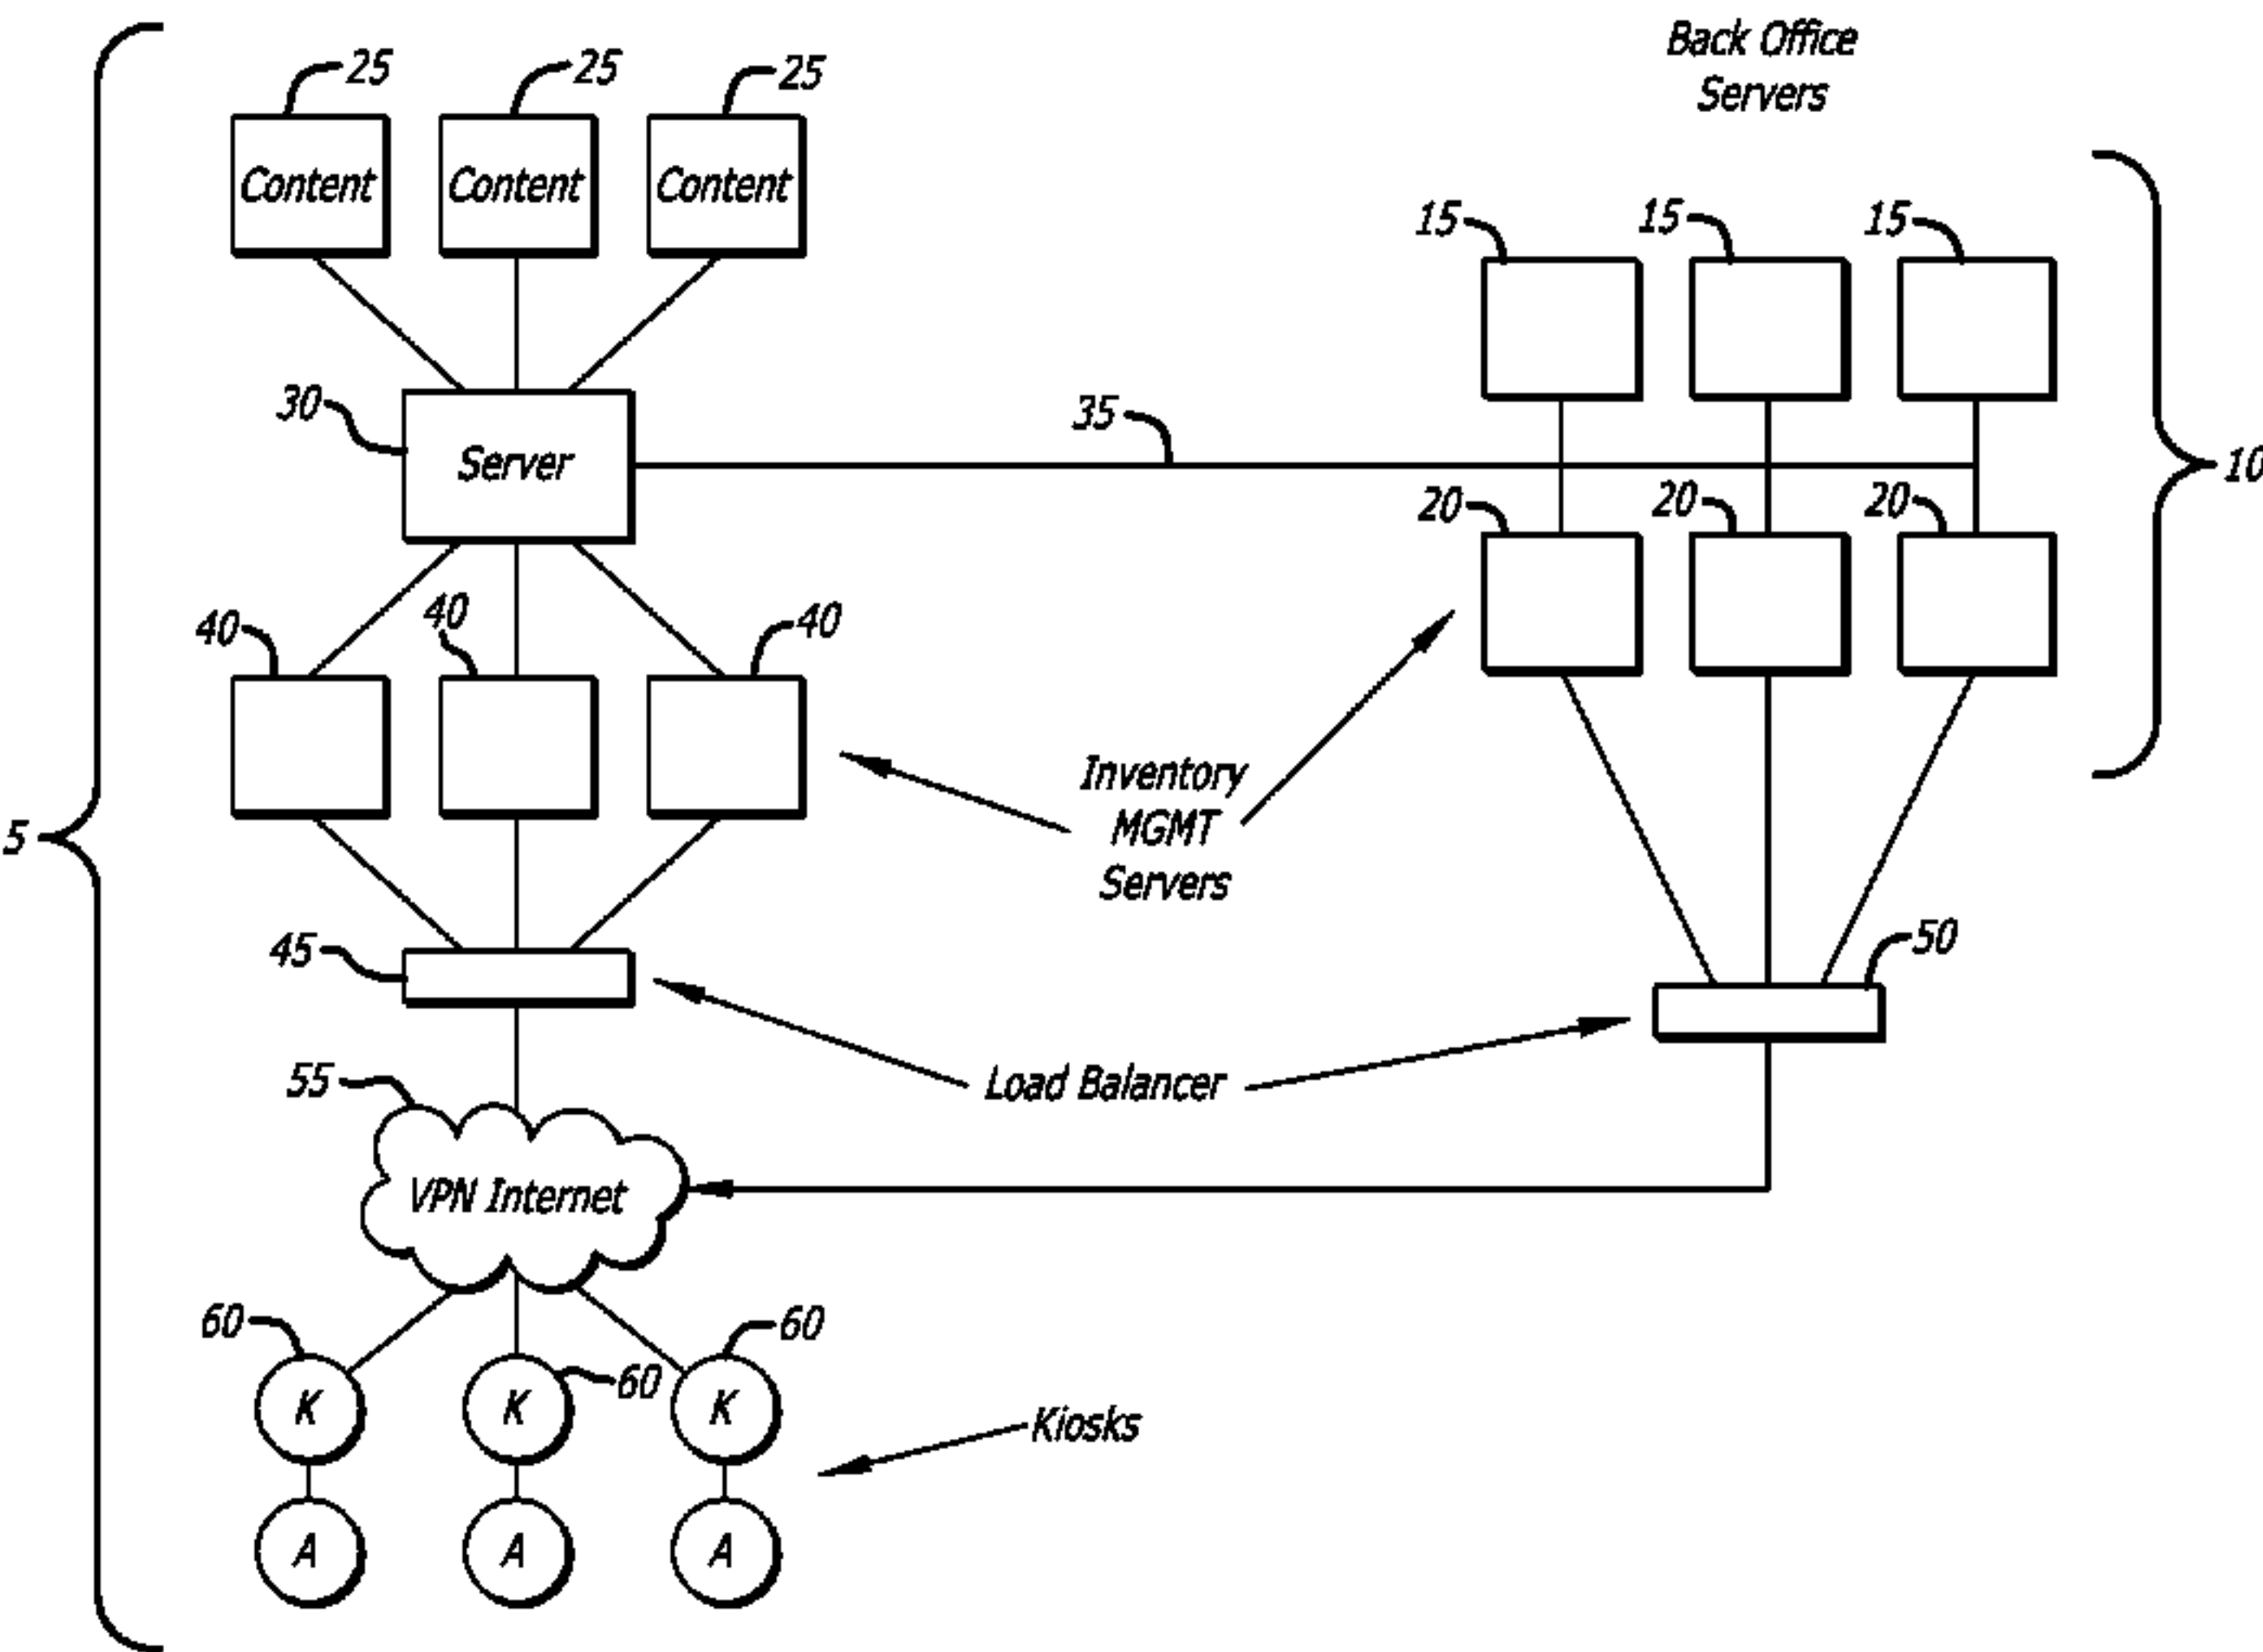 Back Office
Servers
25
25
25
Content
Content
Content
15
15
15
30
Server
35
10
20
20
20
40
40
40
Inventory
MGMT
Servers
5
45
50
Load Balancer
55
VPN Internet
60
60
60
K
K
K
Kiosks
A
A
A